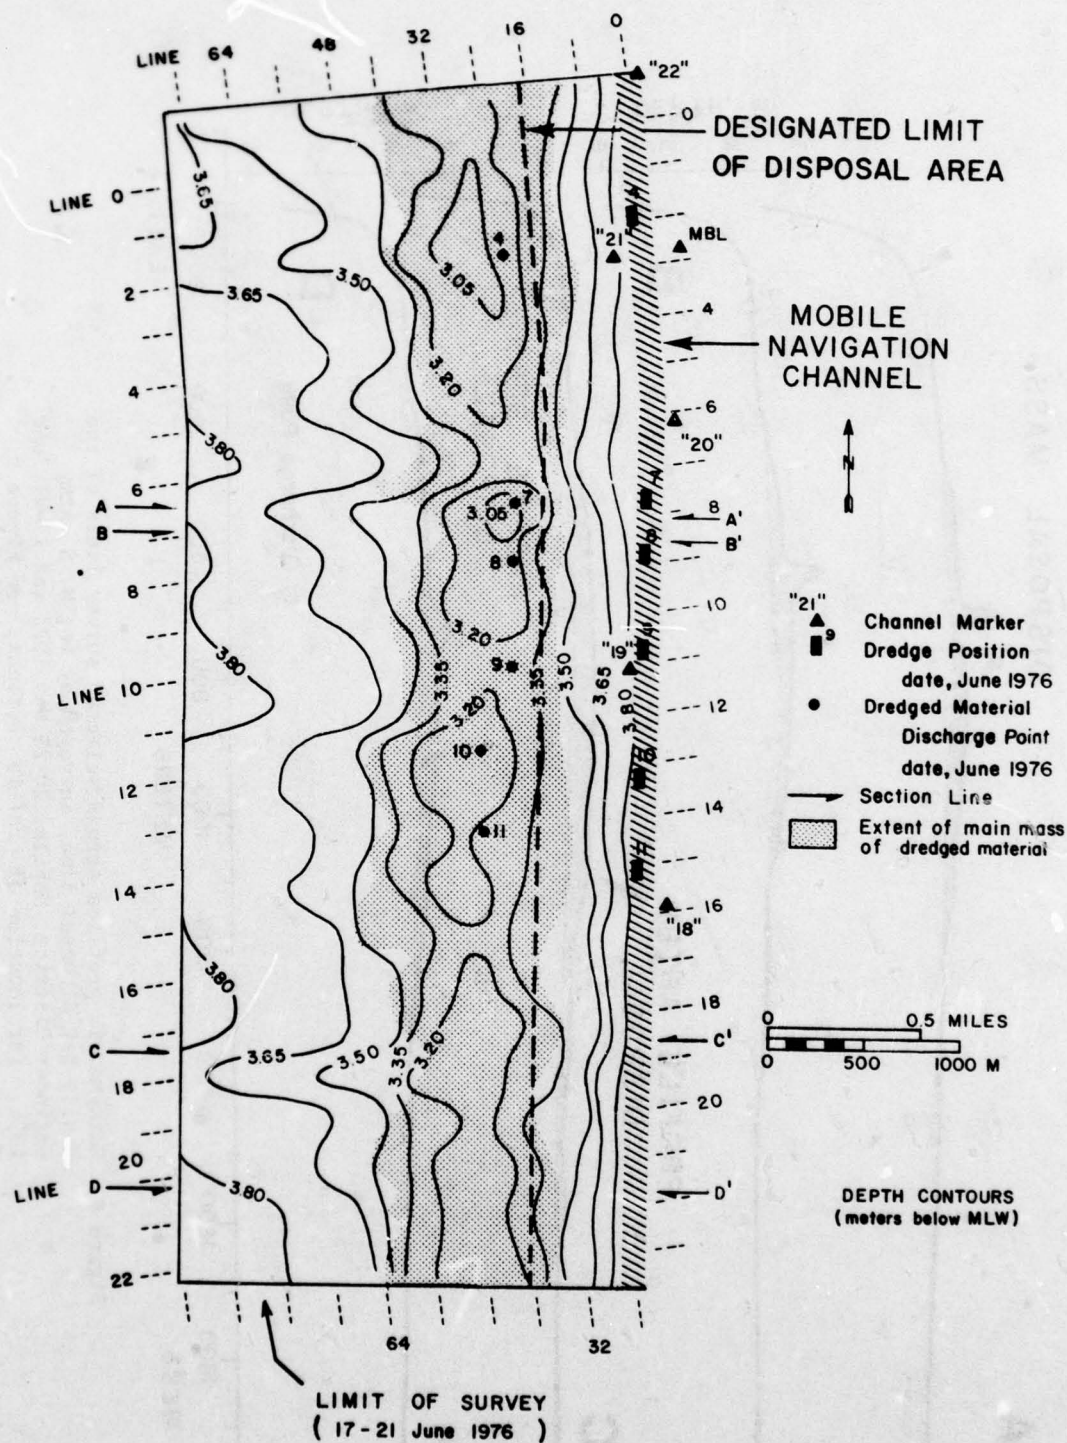 LINE 64 48 32 16 0
"22"
0
DESIGNATED LIMIT
OF DISPOSAL AREA
3.65
LINE 0
4
4
"21"
MBL
3.05
3.50
2
3.65
4
MOBILE
NAVIGATION
CHANNEL
3.20
4
6
"20"
N
3.80
6
7
7
A
3.05
8
A'
B
8
B'
8
8
10
3.20
"21"
Channel Marker
9
Dredge Position
date, June 1976
3.80
3.35
9
3.35
3.50
3.65
"19"
3.80
LINE 10
3.20
12
Dredged Material
Discharge Point
date, June 1976
10
12
14
Section Line
11
Extent of main mass
of dredged material
14
16
"18"
3.80
16
18
0 0.5 MILES
C
3.65
3.50
3.35
3.20
C'
0 500 1000 M
18
20
20
LINE D
3.80
D'
DEPTH CONTOURS
(meters below MLW)
22
64
32
LIMIT OF SURVEY
( 17-21 June 1976 )